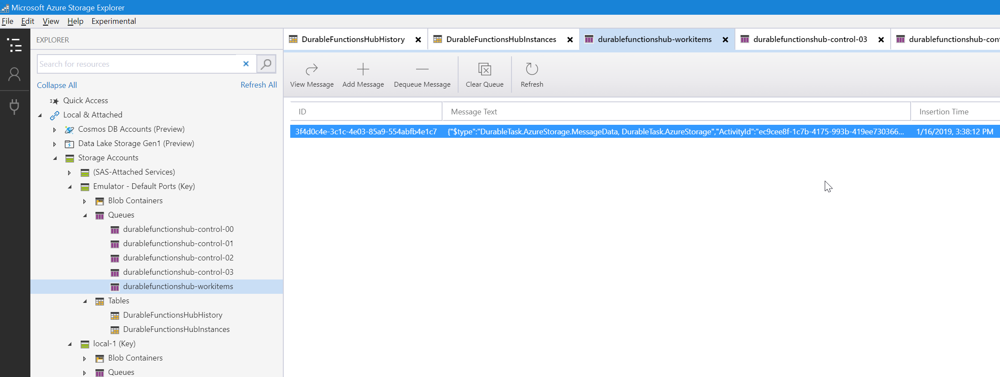 Microsoft Azure Storage Explorer
File Edit View Help Experimental
EXPLORER
Search for resources
Collapse All Refresh All
Quick Access
Local & Attached
Cosmos DB Accounts (Preview)
Data Lake Storage Gen1 (Preview)
Storage Accounts
(SAS-Attached Services)
Emulator - Default Ports (Key)
Blob Containers
Queues
durablefunctionshub-control-00
durablefunctionshub-control-01
durablefunctionshub-control-02
durablefunctionshub-control-03
durablefunctionshub-workitems
Tables
DurableFunctionsHubHistory
DurableFunctionsHubInstances
local-1 (Key)
Blob Containers
Queues
DurableFunctionsHubHistory DurableFunctionsHubInstances durablefunctionshub-workitems durablefunctionshub-control-03 durablefunctionshub-con
View Message Add Message Dequeue Message Clear Queue Refresh
ID Message Text Insertion Time
3f4d0c4e-3c1c-4e03-85a9-554abfb4e1c7 {"$type":"DurableTask.AzureStorage.MessageData, DurableTask.AzureStorage","ActivityId":"ec9cee8f-1c7b-4175-993b-419ee730366... 1/16/2019, 3:38:12 PM